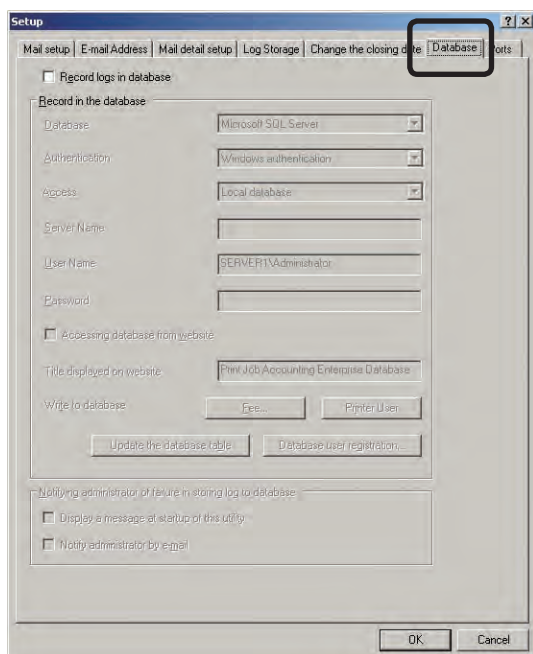 Setup
Mail setup E-mail Address Mail detail setup Log Storage Change the closing date Database Ports
Record logs in database
Record in the database
Database Microsoft SQL Server
Authentication Windows authentication
Access Local database
Server Name
User Name SERVER1\Administrator
Password
Accessing database from website
Title displayed on website Print Job Accounting Enterprise Database
Write to database Fee... Printer User
Update the database table Database user registration...
Notifying administrator of failure in storing log to database
Display a message at startup of this utility
Notify administrator by e-mail
OK Cancel